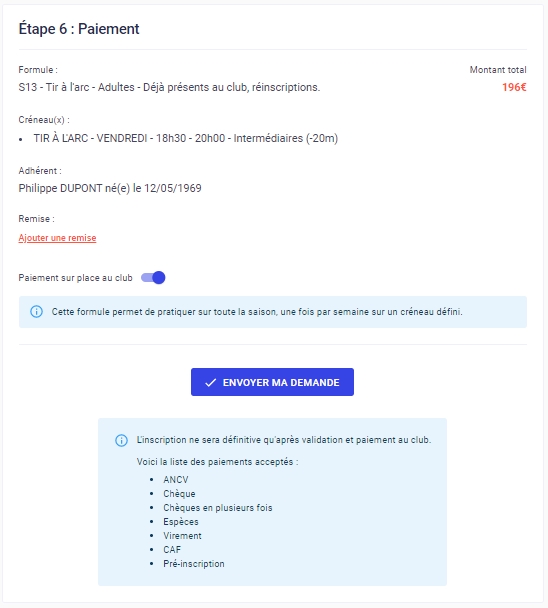 Étape 6 : Paiement
Formule :
Montant total
S13 - Tir à l'arc - Adultes - Déjà présents au club, réinscriptions.
196€
Créneau(x) :
• TIR À L'ARC - VENDREDI - 18h30 - 20h00 - Intermédiaires (-20m)
Adhérent :
Philippe DUPONT né(e) le 12/05/1969
Remise :
Ajouter une remise
Paiement sur place au club
Cette formule permet de pratiquer sur toute la saison, une fois par semaine sur un créneau défini.
ENVOYER MA DEMANDE
L'inscription ne sera définitive qu'après validation et paiement au club.
Voici la liste des paiements acceptés :
• ANCV
• Chèque
• Chèques en plusieurs fois
• Espèces
• Virement
• CAF
• Pré-inscription